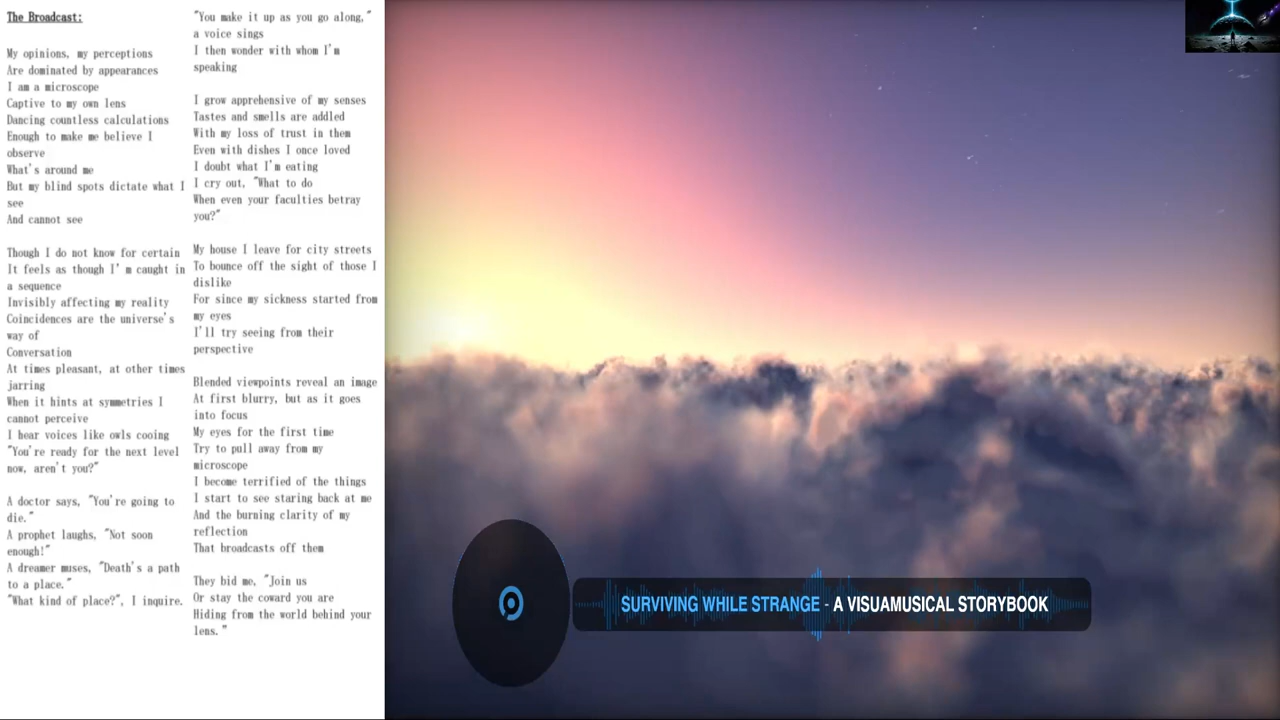 The Broadcast:
My opinions, my perceptions
Are dominated by appearances
I am a microscope
Captive to my own lens
Dancing countless calculations
Enough to make me believe I
observe
What's around me
But my blind spots dictate what I
see
And cannot see
Though I do not know for certain
It feels as though I'm caught in
a sequence
Invisibly affecting my reality
Coincidences are the universe's
way of
Conversation
At times pleasant, at other times
jarring
When it hints at symmetries I
cannot perceive
I hear voices like owls cooing
"You're ready for the next level
now, aren't you?"
A doctor says, "You're going to
die."
A prophet laughs, "Not soon
enough!"
A dreamer muses, "Death's a path
to a place."
"What kind of place?", I inquire.
"You make it up as you go along,"
a voice sings
I then wonder with whom I'm
speaking
I grow apprehensive of my senses
Tastes and smells are addled
With my loss of trust in them
Even with dishes I once loved
I doubt what I'm eating
I cry out, "What to do
When even your faculties betray
you?"
My house I leave for city streets
To bounce off the sight of those I
dislike
For since my sickness started from
my eyes
I'll try seeing from their
perspective
Blended viewpoints reveal an image
At first blurry, but as it goes
into focus
My eyes for the first time
Try to pull away from my
microscope
I become terrified of the things
I start to see staring back at me
And the burning clarity of my
reflection
That broadcasts off them
They bid me, "Join us
Or stay the coward you are
Hiding from the world behind your
lens."
SURVIVING WHILE STRANGE - A VISUAMUSICAL STORYBOOK